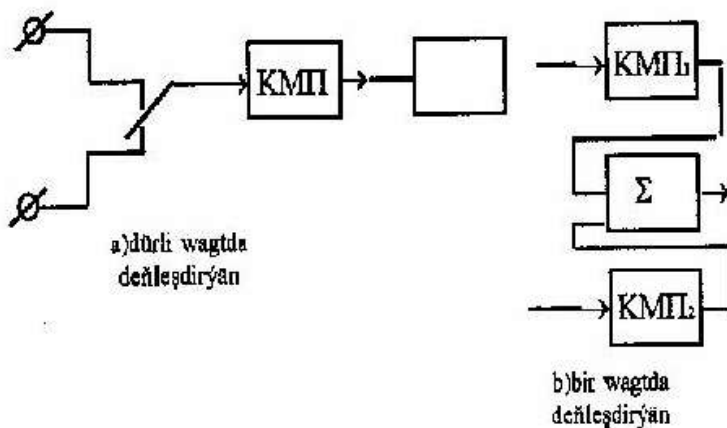 КМП
КМП₁
Σ
a)dürli wagtda
deňleşdirýän
КМП₂
b)bir wagtda
deňleşdirýän